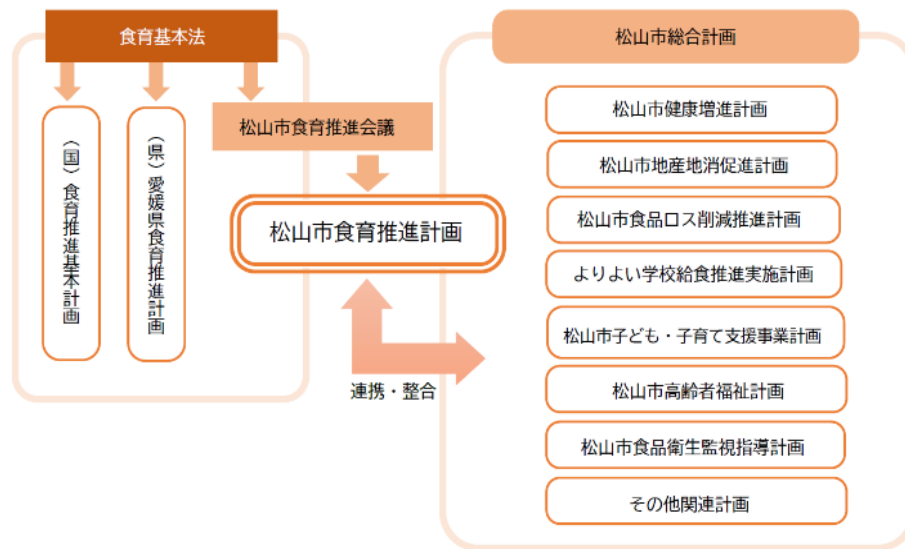 食育基本法
（国）食育推進基本計画
（県）愛媛県食育推進計画
松山市食育推進会議
松山市食育推進計画
連携・整合
松山市総合計画
松山市健康増進計画
松山市地産地消促進計画
松山市食品ロス削減推進計画
よりよい学校給食推進実施計画
松山市子ども・子育て支援事業計画
松山市高齢者福祉計画
松山市食品衛生監視指導計画
その他関連計画